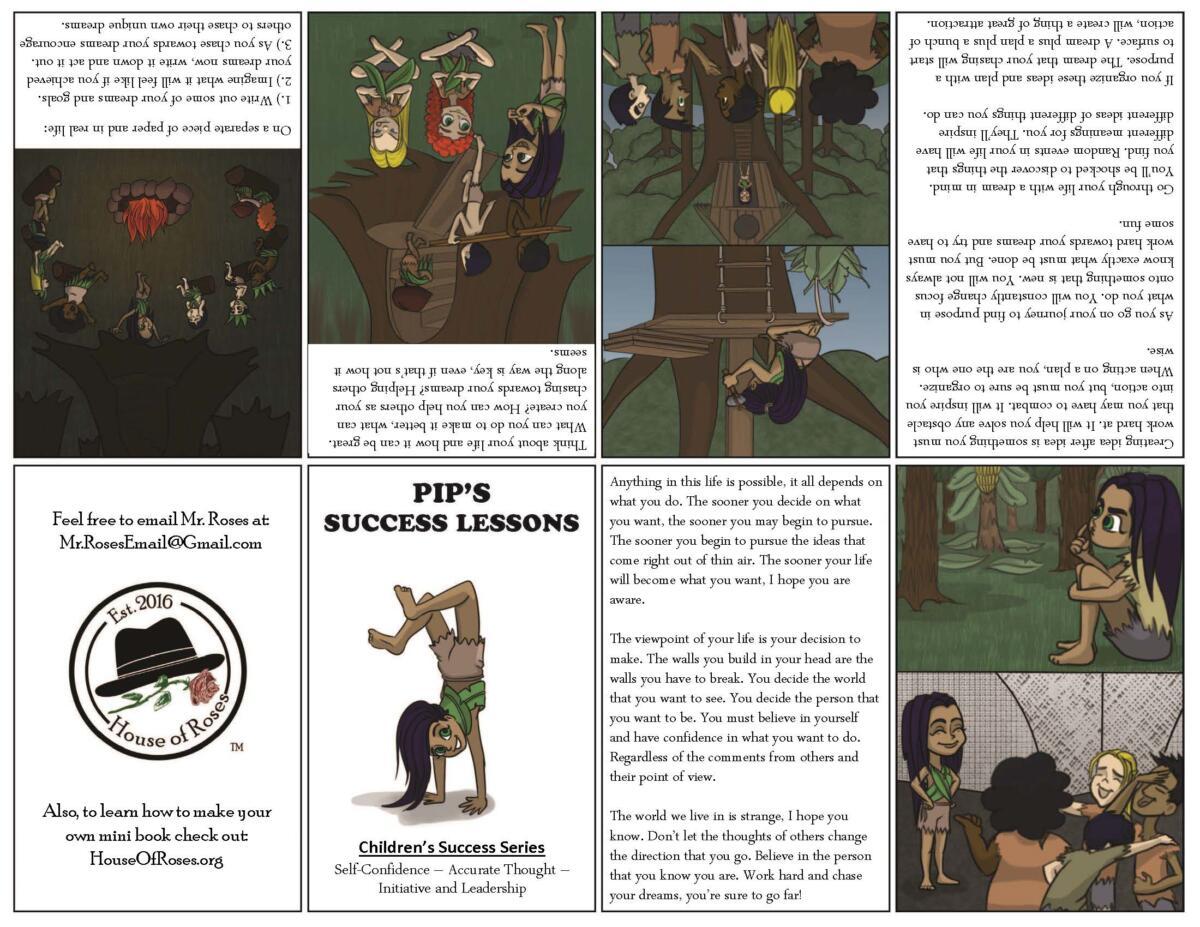 On a separate piece of paper and in real life:
1.) Write out some of your dreams and goals.
2.) Imagine what it will feel like if you achieved
your dreams now, write it down and act it out.
3.) As you chase towards your dreams encourage
others to chase their own unique dreams.
Think about your life and how it can be great.
What can you do to make it better, what can
you create? How can you help others as your
chasing towards your dreams? Helping others
along the way is key, even if that's not how it
seems.
Creating idea after idea is something you must
work hard at. It will help you solve any obstacle
that you may have to combat. It will inspire you
into action, but you must be sure to organize.
When acting on a plan, you are the one who is
wise.
As you go on your journey to find purpose in
what you do. You will constantly change focus
onto something that is new. You will not always
know exactly what must be done. But you must
work hard towards your dreams and try to have
some fun.
Go through your life with a dream in mind.
You'll be shocked to discover the things that
you find. Random events in your life will have
different meanings for you. They'll inspire
different ideas of different things you can do.
If you organize these ideas and plan with a
purpose. The dream that your chasing will start
to surface. A dream plus a plan plus a bunch of
action, will create a thing of great attraction.
Feel free to email Mr. Roses at:
Mr.RosesEmail@Gmail.com
Est. 2016
House of Roses
TM
Also, to learn how to make your
own mini book check out:
HouseOfRoses.org
PIP'S
SUCCESS LESSONS
Children's Success Series
Self-Confidence – Accurate Thought –
Initiative and Leadership
Anything in this life is possible, it all depends on
what you do. The sooner you decide on what
you want, the sooner you may begin to pursue.
The sooner you begin to pursue the ideas that
come right out of thin air. The sooner your life
will become what you want, I hope you are
aware.
The viewpoint of your life is your decision to
make. The walls you build in your head are the
walls you have to break. You decide the world
that you want to see. You decide the person that
you want to be. You must believe in yourself
and have confidence in what you want to do.
Regardless of the comments from others and
their point of view.
The world we live in is strange, I hope you
know. Don't let the thoughts of others change
the direction that you go. Believe in the person
that you know you are. Work hard and chase
your dreams, you're sure to go far!